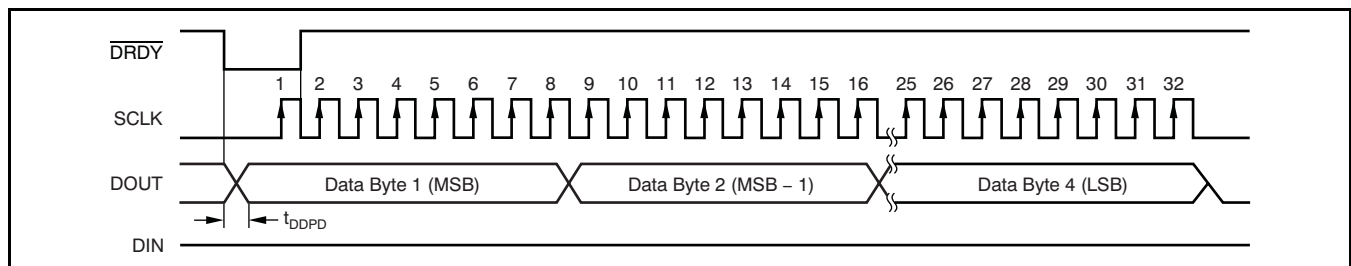 DRDY
1 2 3 4 5 6 7 8 9 10 11 12 13 14 15 16 25 26 27 28 29 30 31 32
SCLK
DOUT Data Byte 1 (MSB) Data Byte 2 (MSB − 1) Data Byte 4 (LSB)
tDDPD
DIN